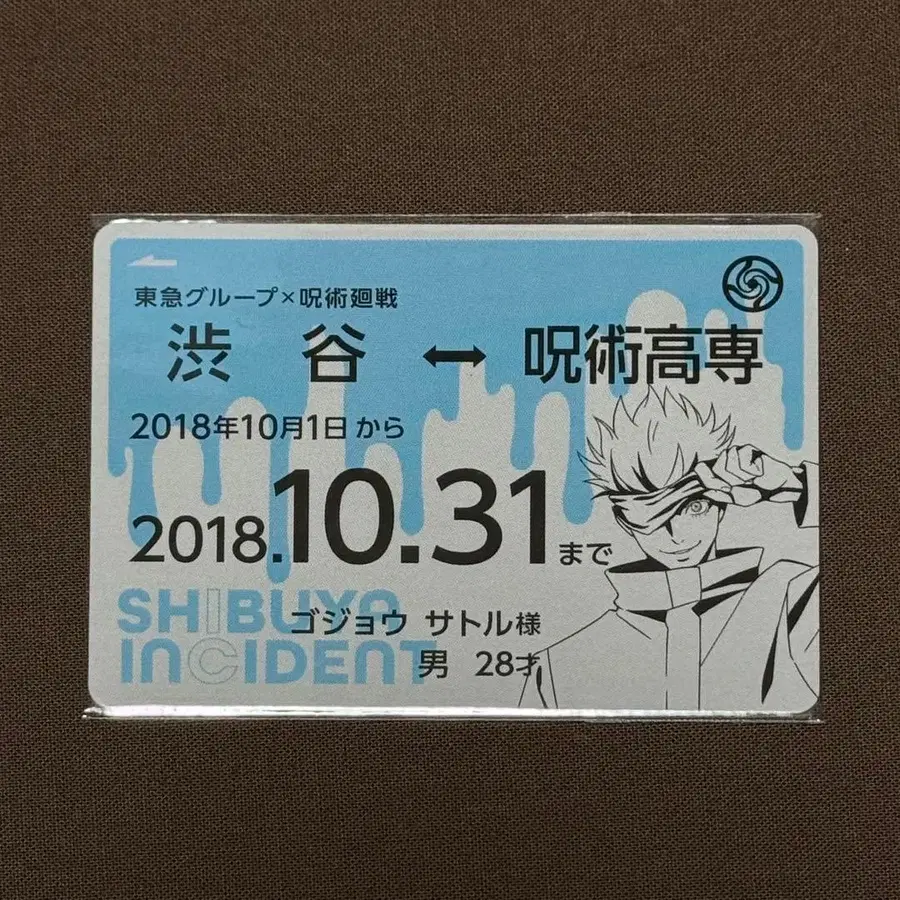 東急グループ×呪術廻戦
渋谷 ↔ 呪術高専
2018年10月1日から
2018.10.31まで
SHIBUYA
INCIDENT
ゴジョウ サトル様
男 28才